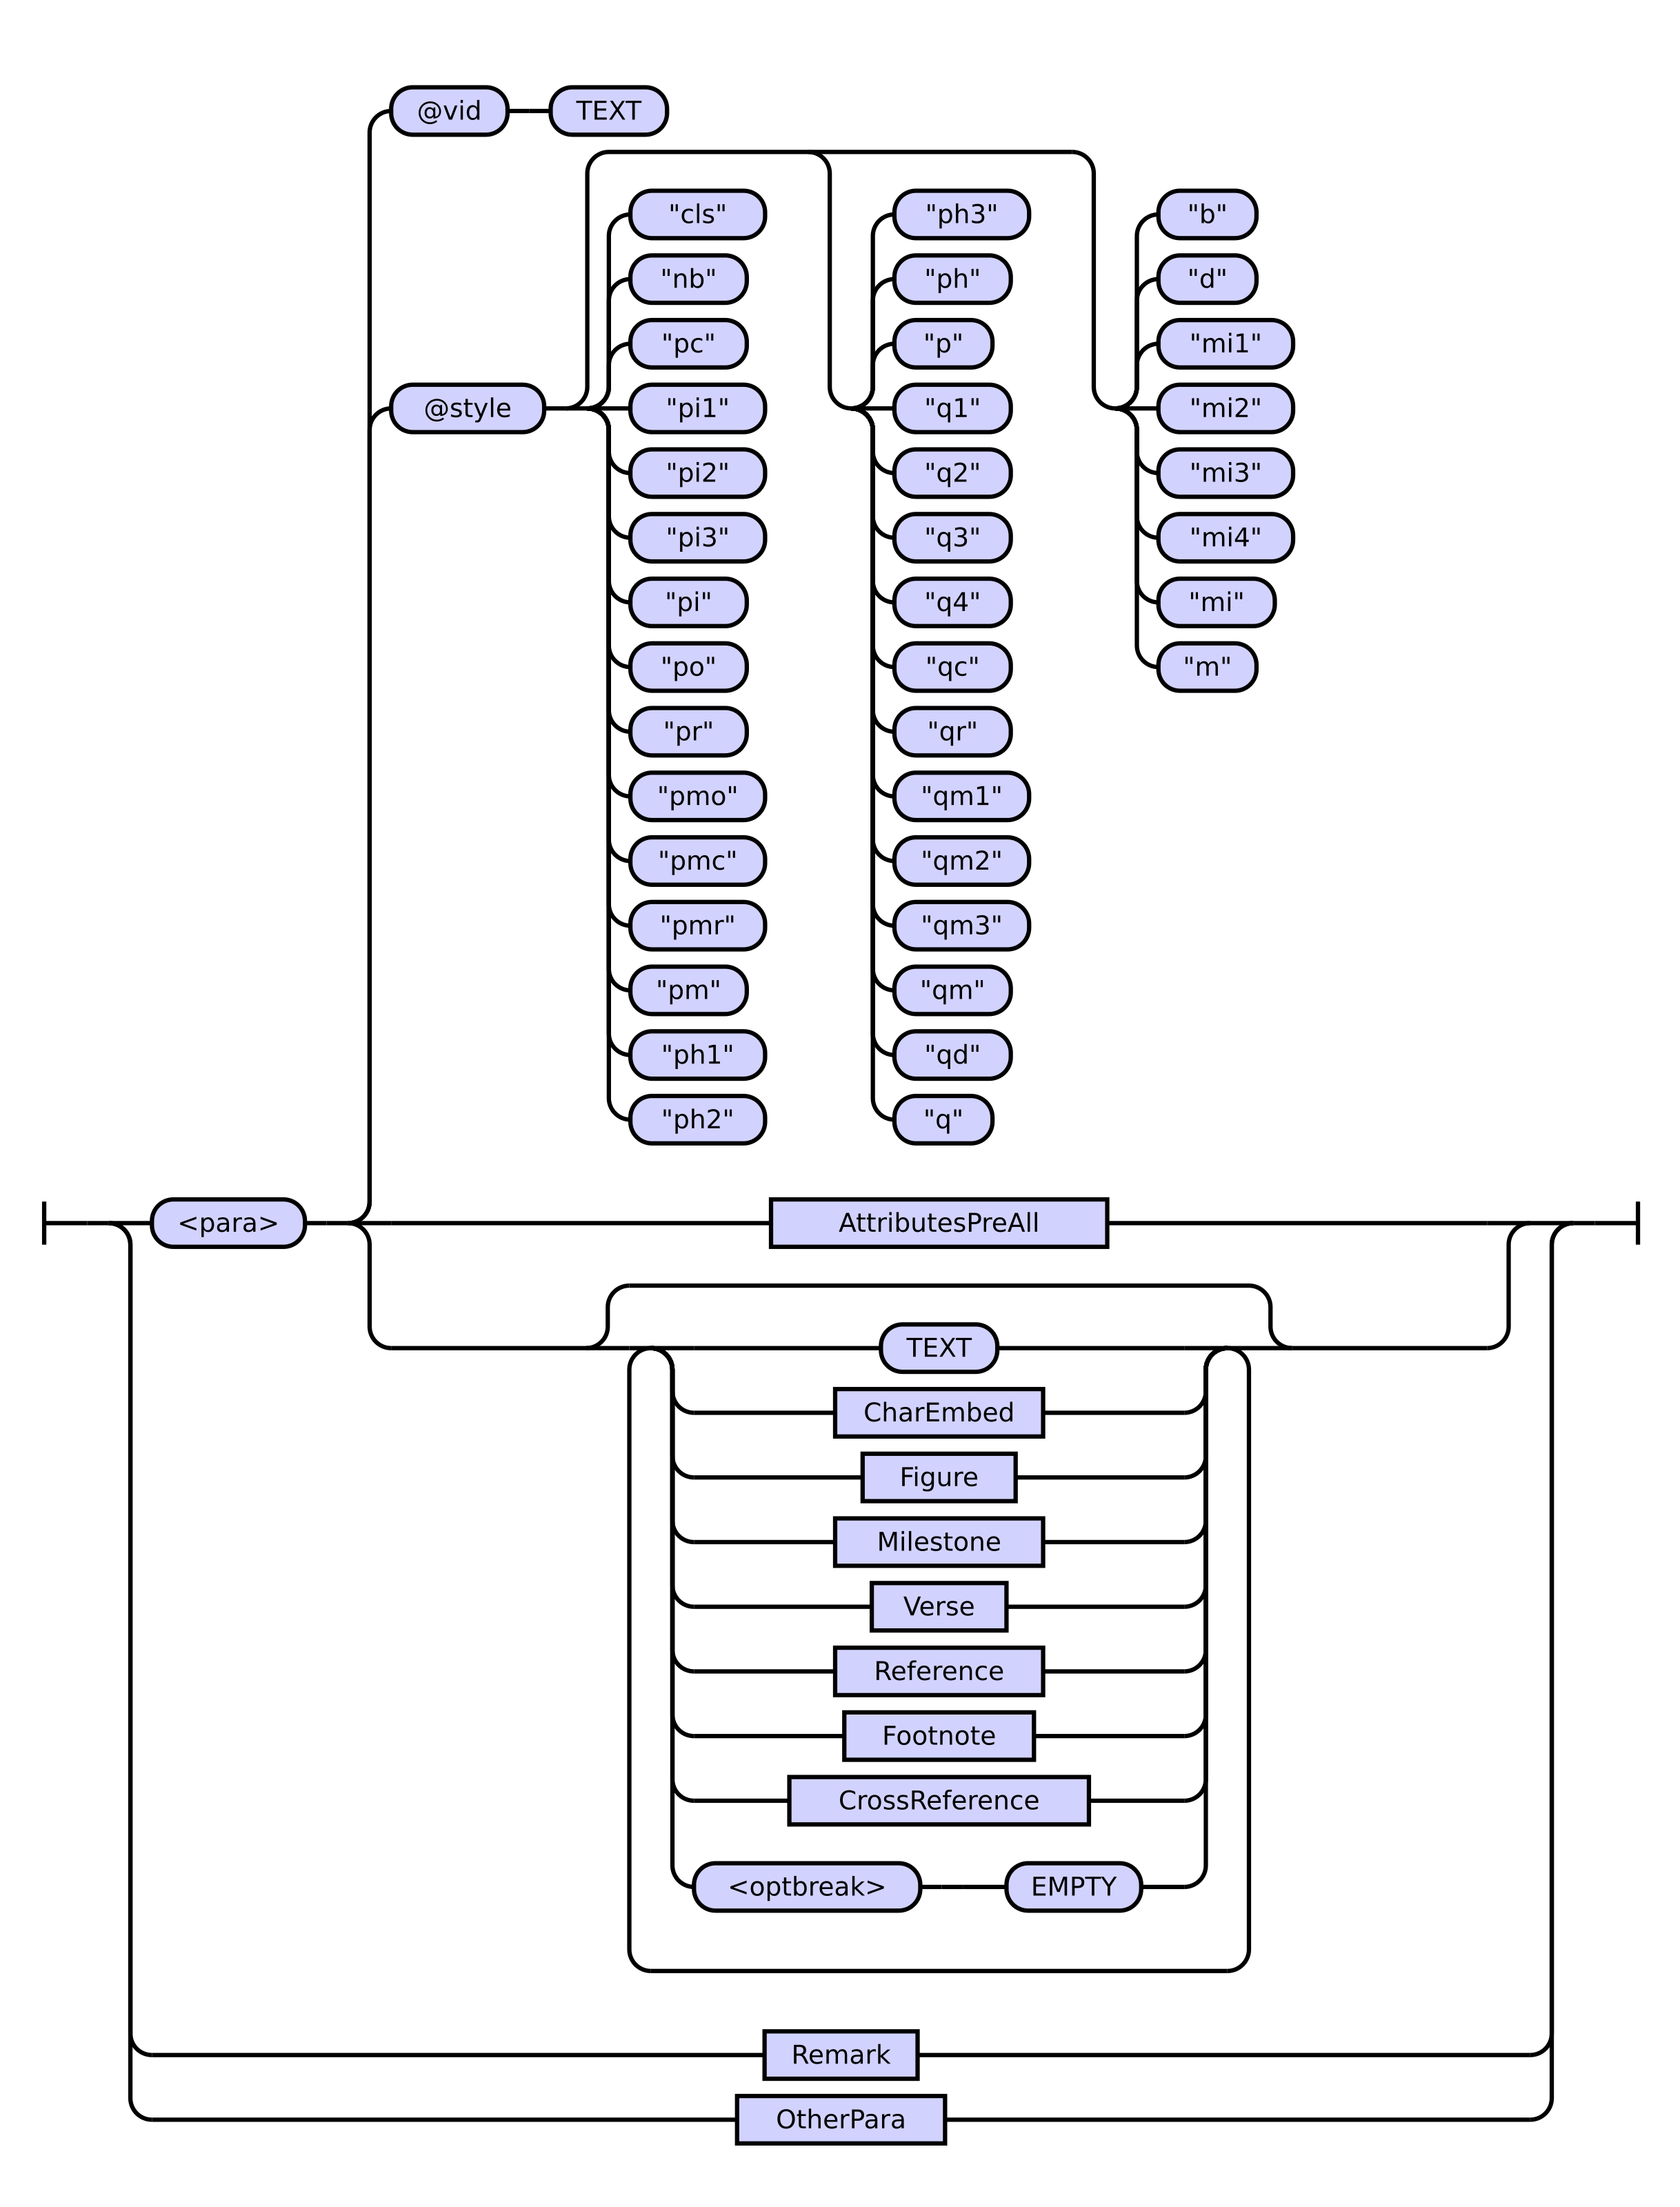 @vid TEXT
@style
"cls"
"nb"
"pc"
"pi1"
"pi2"
"pi3"
"pi"
"po"
"pr"
"pmo"
"pmc"
"pmr"
"pm"
"ph1"
"ph2"
"ph3"
"ph"
"p"
"q1"
"q2"
"q3"
"q4"
"qc"
"qr"
"qm1"
"qm2"
"qm3"
"qm"
"qd"
"q"
"b"
"d"
"mi1"
"mi2"
"mi3"
"mi4"
"mi"
"m"
<para> AttributesPreAll
TEXT
CharEmbed
Figure
Milestone
Verse
Reference
Footnote
CrossReference
<optbreak> EMPTY
Remark
OtherPara